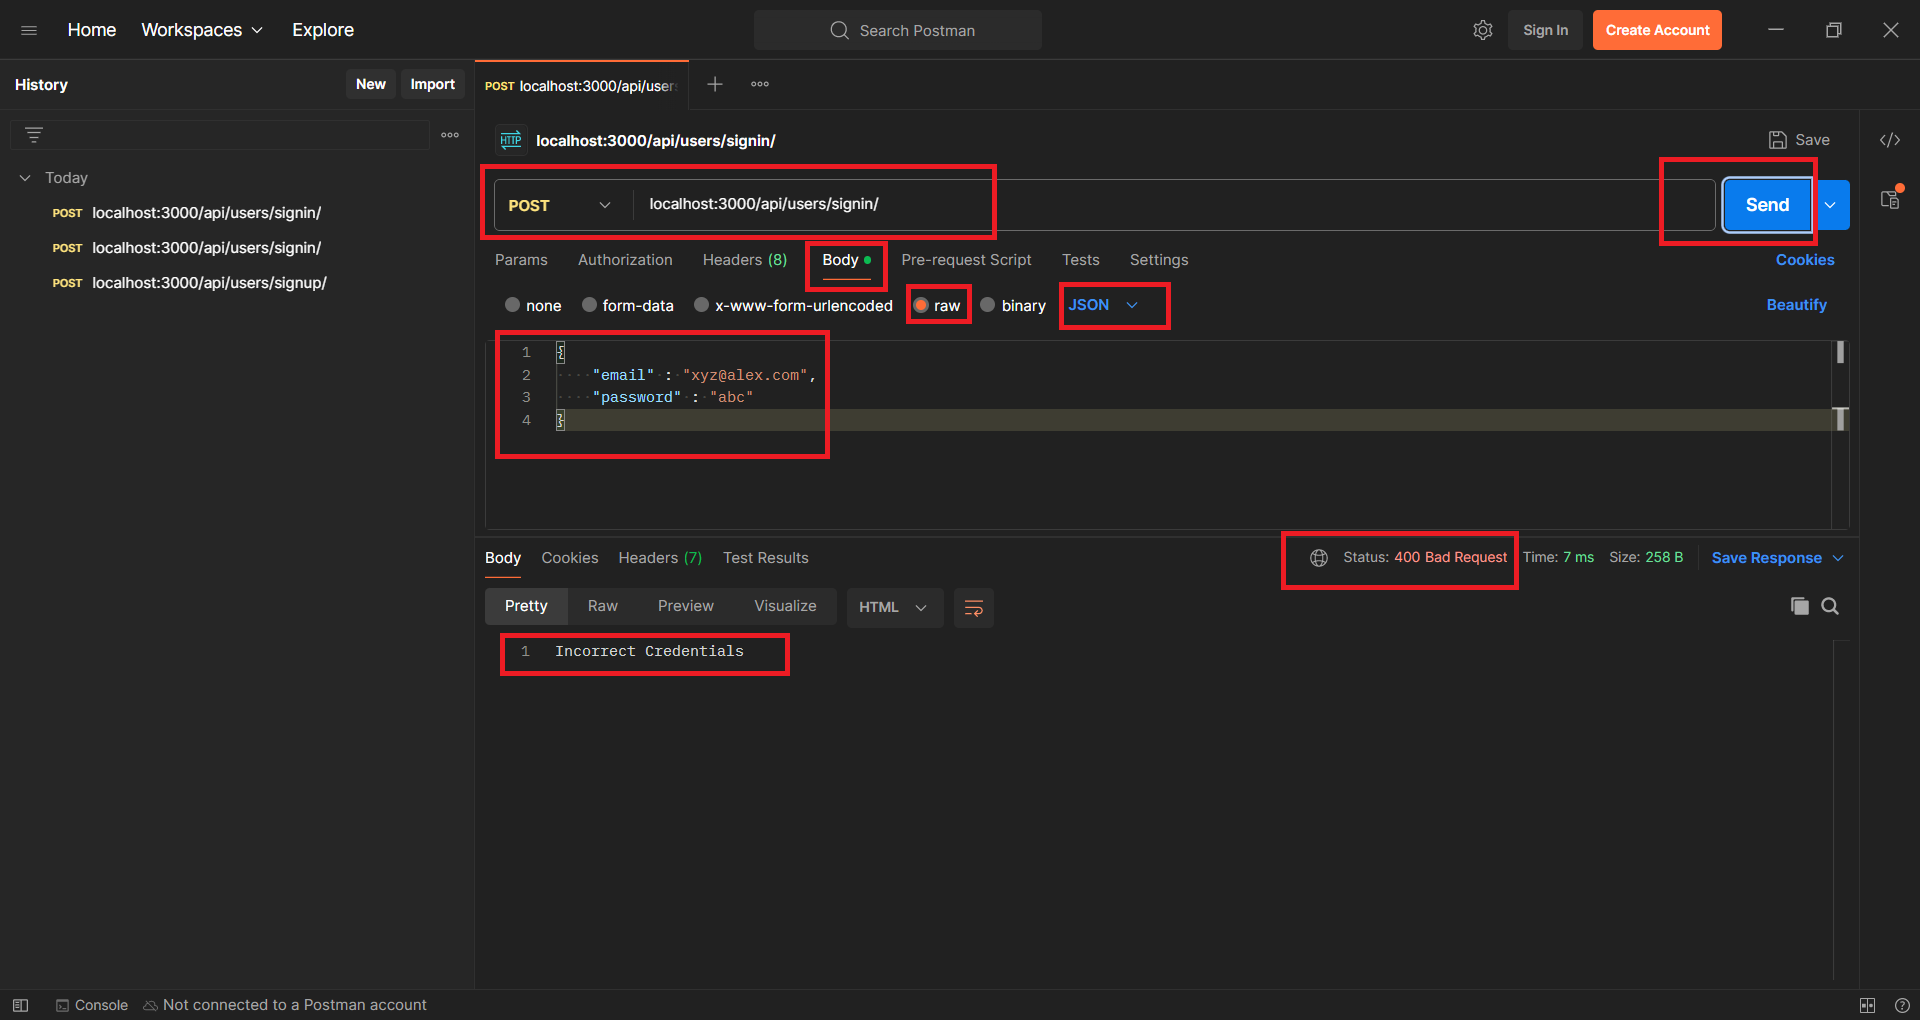 Home Workspaces Explore Search Postman Sign In Create Account
History New Import
POST localhost:3000/api/user
HTTP localhost:3000/api/users/signin/ Save
Today
POST localhost:3000/api/users/signin/
POST localhost:3000/api/users/signin/
POST localhost:3000/api/users/signup/
POST localhost:3000/api/users/signin/ Send
Params Authorization Headers (8) Body Pre-request Script Tests Settings Cookies
none form-data x-www-form-urlencoded raw binary JSON Beautify
1 {
2 "email" : "xyz@alex.com",
3 "password" : "abc"
4 }
Body Cookies Headers (7) Test Results Status: 400 Bad Request Time: 7 ms Size: 258 B Save Response
Pretty Raw Preview Visualize HTML
1 Incorrect Credentials
Console Not connected to a Postman account